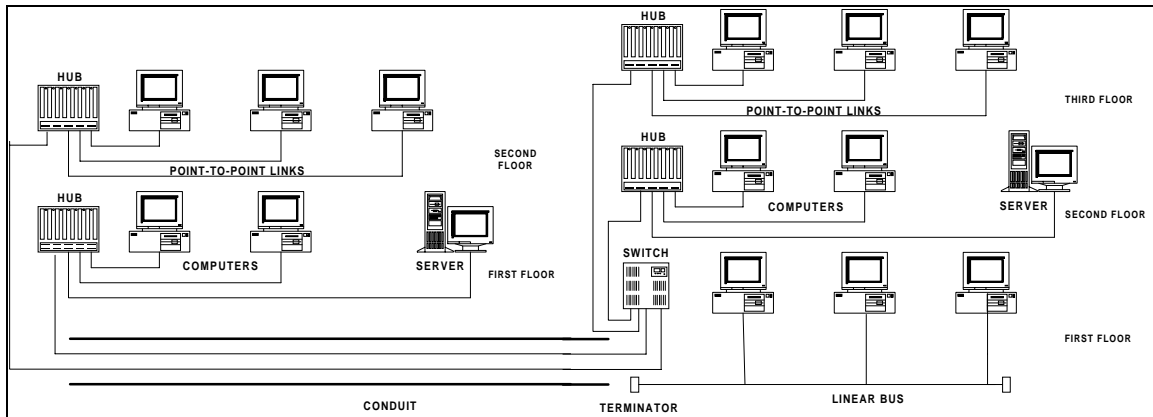 HUB
POINT-TO-POINT LINKS
SECOND
FLOOR
HUB
COMPUTERS
SERVER
FIRST FLOOR
HUB
POINT-TO-POINT LINKS
THIRD FLOOR
HUB
COMPUTERS
SERVER
SECOND FLOOR
SWITCH
FIRST FLOOR
CONDUIT
TERMINATOR
LINEAR BUS